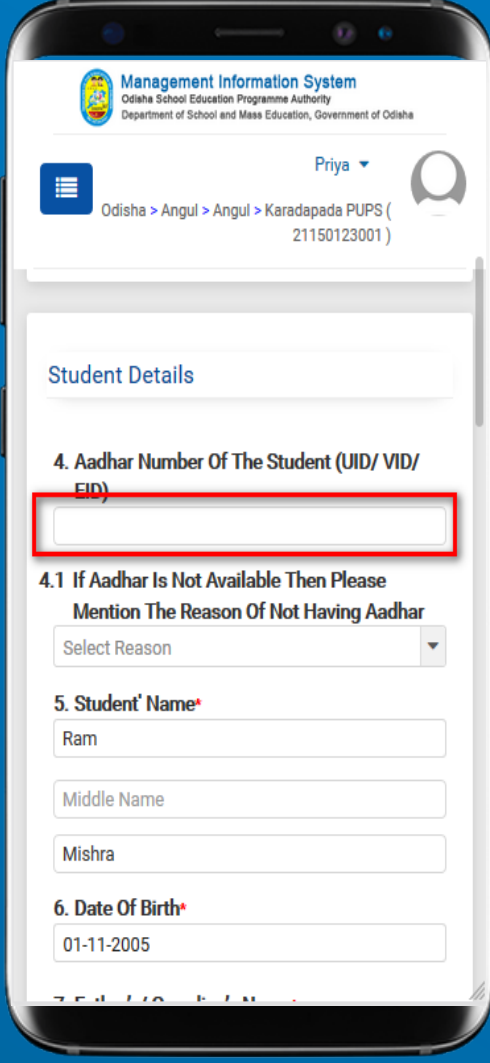 Management Information System
Odisha School Education Programme Authority
Department of School and Mass Education, Government of Odisha
Priya
Odisha > Angul > Angul > Karadapada PUPS (
21150123001 )
Student Details
4. Aadhar Number Of The Student (UID/ VID/
EID)
4.1 If Aadhar Is Not Available Then Please
Mention The Reason Of Not Having Aadhar
Select Reason
5. Student' Name*
Ram
Middle Name
Mishra
6. Date Of Birth*
01-11-2005